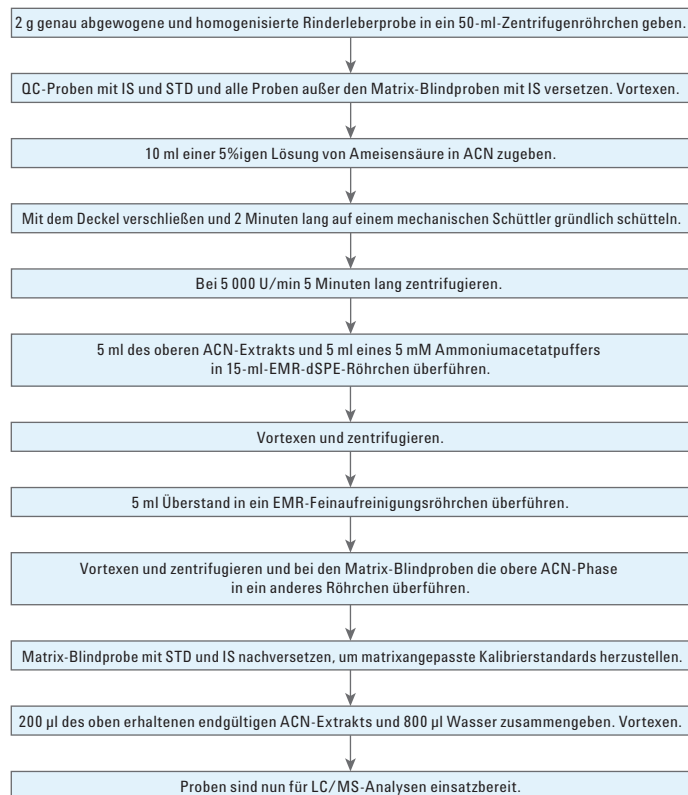 2 g genau abgewogene und homogenisierte Rinderleberprobe in ein 50-ml-Zentrifugenröhrchen geben.
QC-Proben mit IS und STD und alle Proben außer den Matrix-Blindproben mit IS versetzen. Vortexen.
10 ml einer 5%igen Lösung von Ameisensäure in ACN zugeben.
Mit dem Deckel verschließen und 2 Minuten lang auf einem mechanischen Schüttler gründlich schütteln.
Bei 5 000 U/min 5 Minuten lang zentrifugieren.
5 ml des oberen ACN-Extrakts und 5 ml eines 5 mM Ammoniumacetatpuffers
in 15-ml-EMR-dSPE-Röhrchen überführen.
Vortexen und zentrifugieren.
5 ml Überstand in ein EMR-Feinaufreinigungsröhrchen überführen.
Vortexen und zentrifugieren und bei den Matrix-Blindproben die obere ACN-Phase
in ein anderes Röhrchen überführen.
Matrix-Blindprobe mit STD und IS nachversetzen, um matrixangepasste Kalibrierstandards herzustellen.
200 µl des oben erhaltenen endgültigen ACN-Extrakts und 800 µl Wasser zusammengeben. Vortexen.
Proben sind nun für LC/MS-Analysen einsatzbereit.